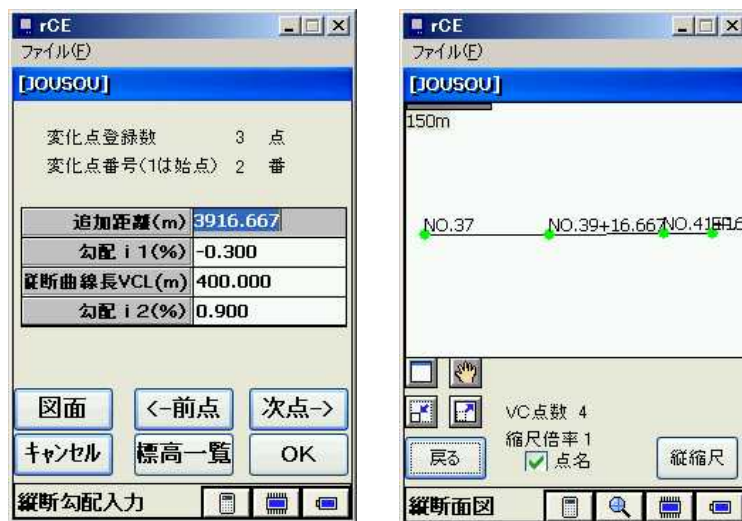 rCE
ファイル(F)
[JOUSOU]
変化点登録数 3 点
変化点番号(1は始点) 2 番
追加距離(m) 3916.667
勾配 i 1(%) -0.300
縦断曲線長VCL(m) 400.000
勾配 i 2(%) 0.900
図面 <-前点 次点->
キャンセル 標高一覧 OK
縦断勾配入力
rCE
ファイル(F)
[JOUSOU]
150m
NO.37 NO.39+16.667 NO.41
VC点数 4
縮尺倍率1
戻る 点名 縦縮尺
縦断面図